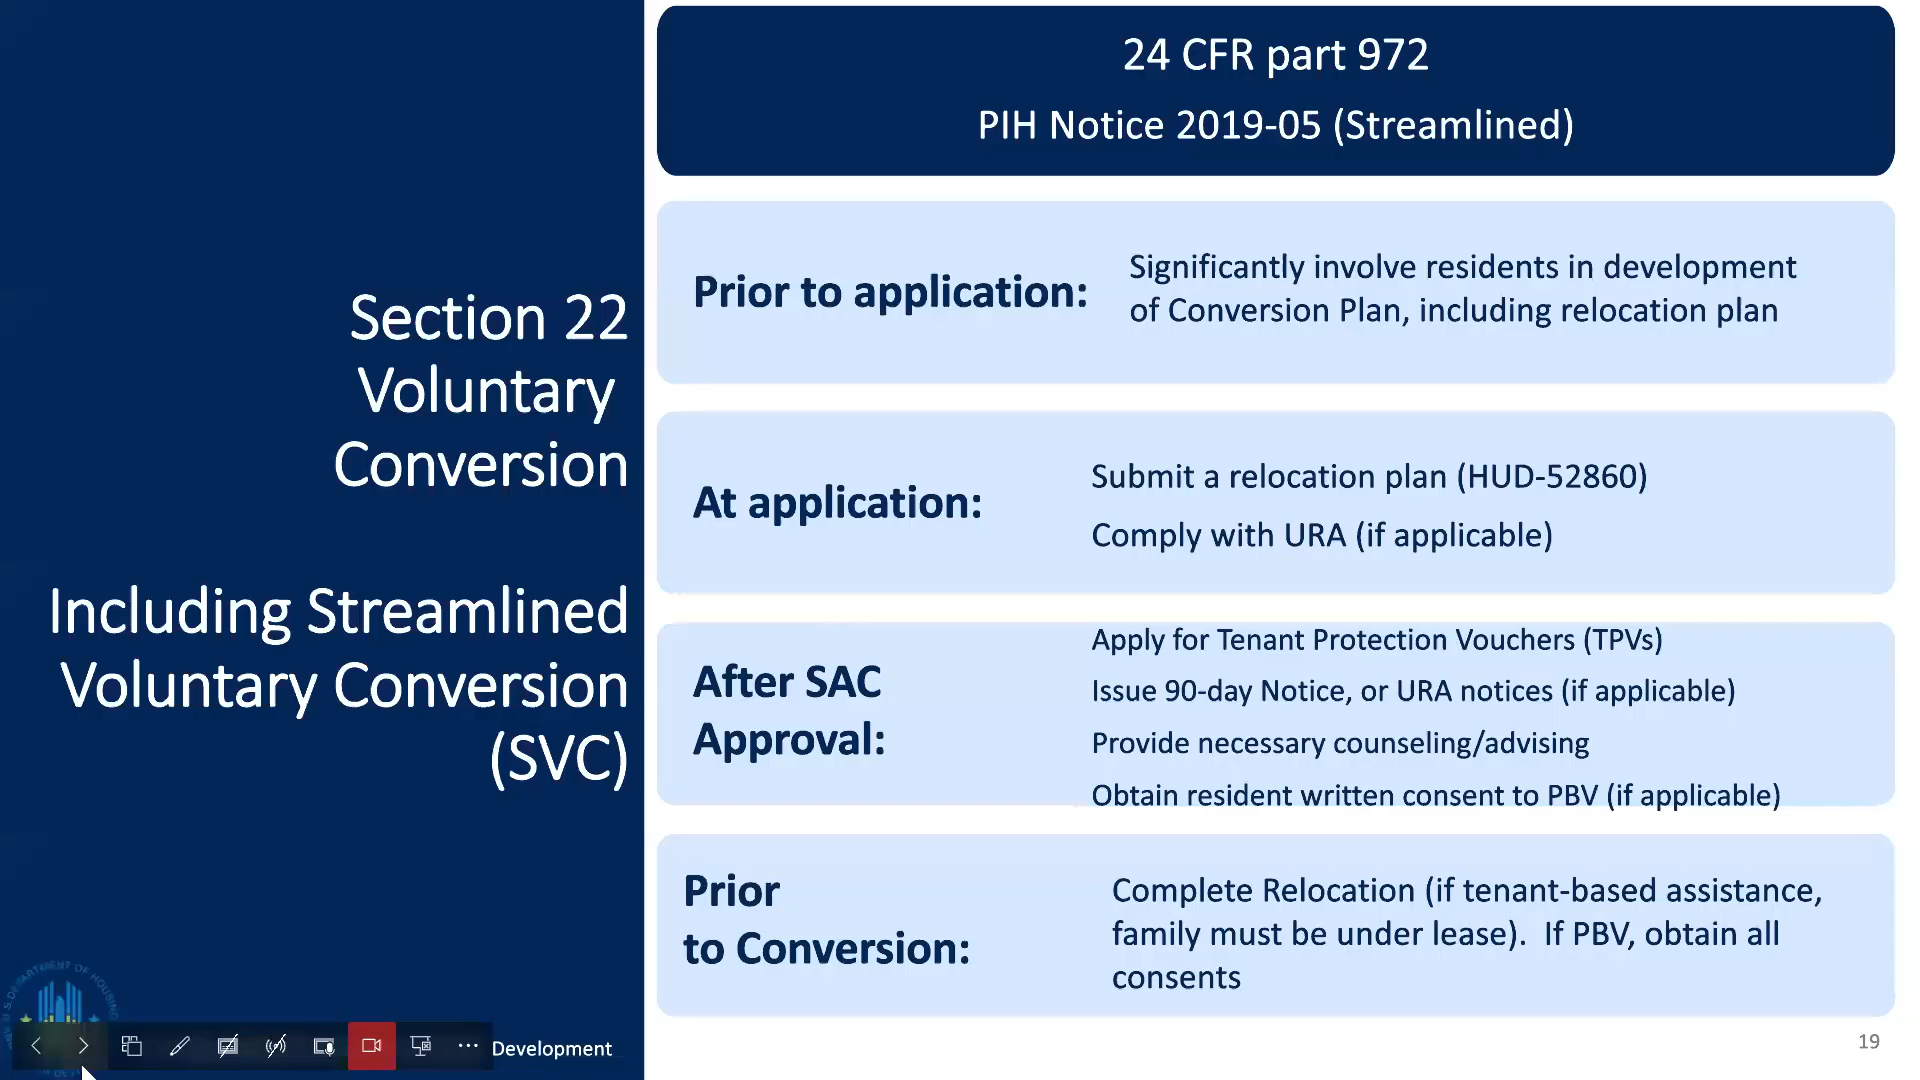 Section 22
Voluntary
Conversion
Including Streamlined
Voluntary Conversion
(SVC)
24 CFR part 972
PIH Notice 2019-05 (Streamlined)
Prior to application:
Significantly involve residents in development
of Conversion Plan, including relocation plan
At application:
Submit a relocation plan (HUD-52860)
Comply with URA (if applicable)
After SAC
Approval:
Apply for Tenant Protection Vouchers (TPVs)
Issue 90-day Notice, or URA notices (if applicable)
Provide necessary counseling/advising
Obtain resident written consent to PBV (if applicable)
Prior
to Conversion:
Complete Relocation (if tenant-based assistance,
family must be under lease).  If PBV, obtain all
consents
U.S. DEPARTMENT OF HOUSING
Development
19